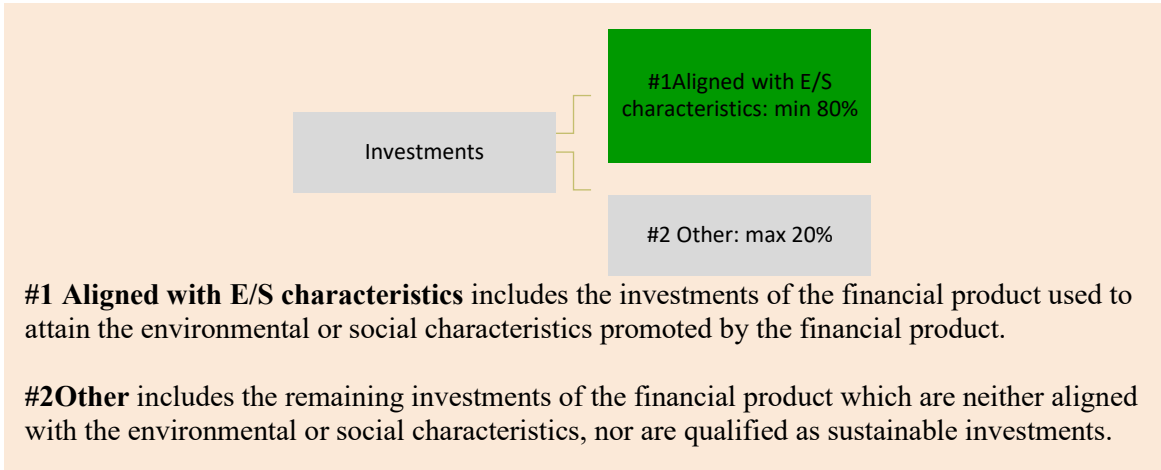 #1Aligned with E/S
characteristics: min 80%
Investments
#2 Other: max 20%
#1 Aligned with E/S characteristics includes the investments of the financial product used to
attain the environmental or social characteristics promoted by the financial product.
#2Other includes the remaining investments of the financial product which are neither aligned
with the environmental or social characteristics, nor are qualified as sustainable investments.